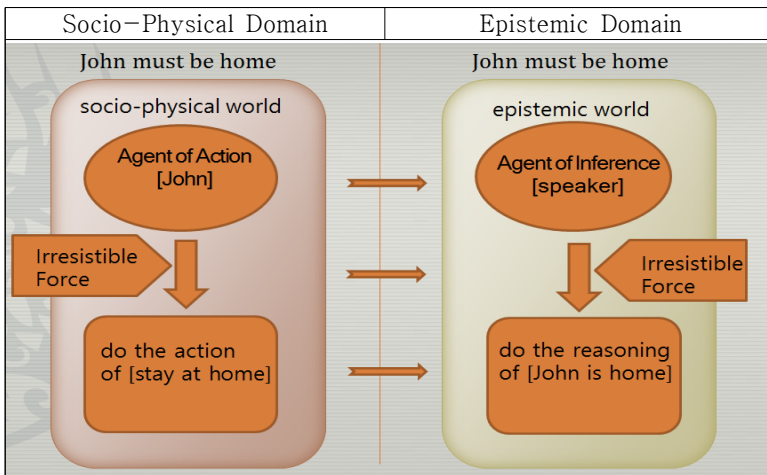 Socio-Physical Domain
Epistemic Domain
John must be home
John must be home
socio-physical world
epistemic world
Agent of Action
[John]
Agent of Inference
[speaker]
Irresistible
Force
Irresistible
Force
do the action
of [stay at home]
do the reasoning
of [John is home]